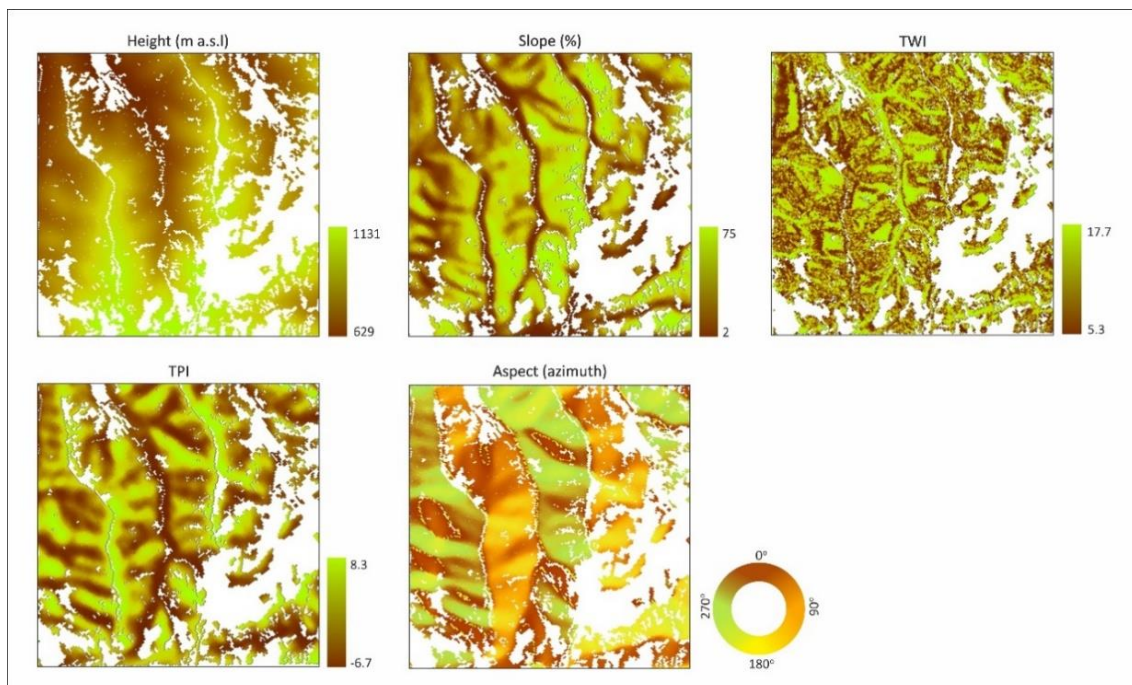 Height (m a.s.l)
1131
629
Slope (%)
75
2
TWI
17.7
5.3
TPI
8.3
-6.7
Aspect (azimuth)
0°
270°
90°
180°